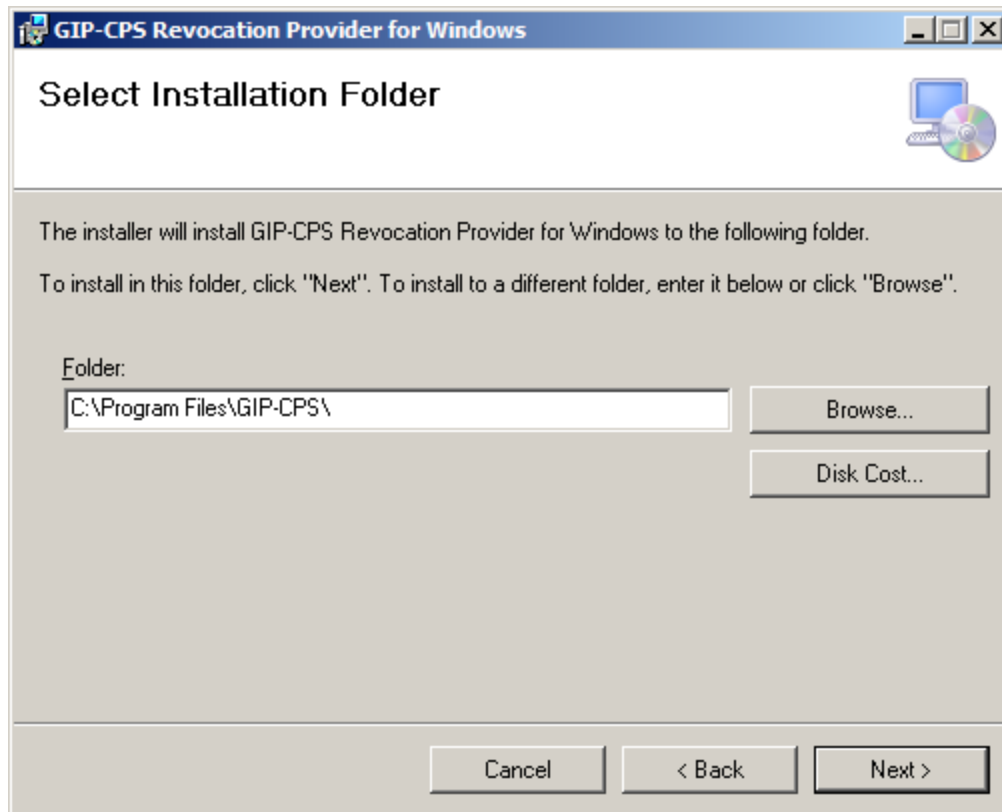 GIP-CPS Revocation Provider for Windows
Select Installation Folder
The installer will install GIP-CPS Revocation Provider for Windows to the following folder.
To install in this folder, click "Next". To install to a different folder, enter it below or click "Browse".
Folder:
C:\Program Files\GIP-CPS\
Browse...
Disk Cost...
Cancel
< Back
Next >